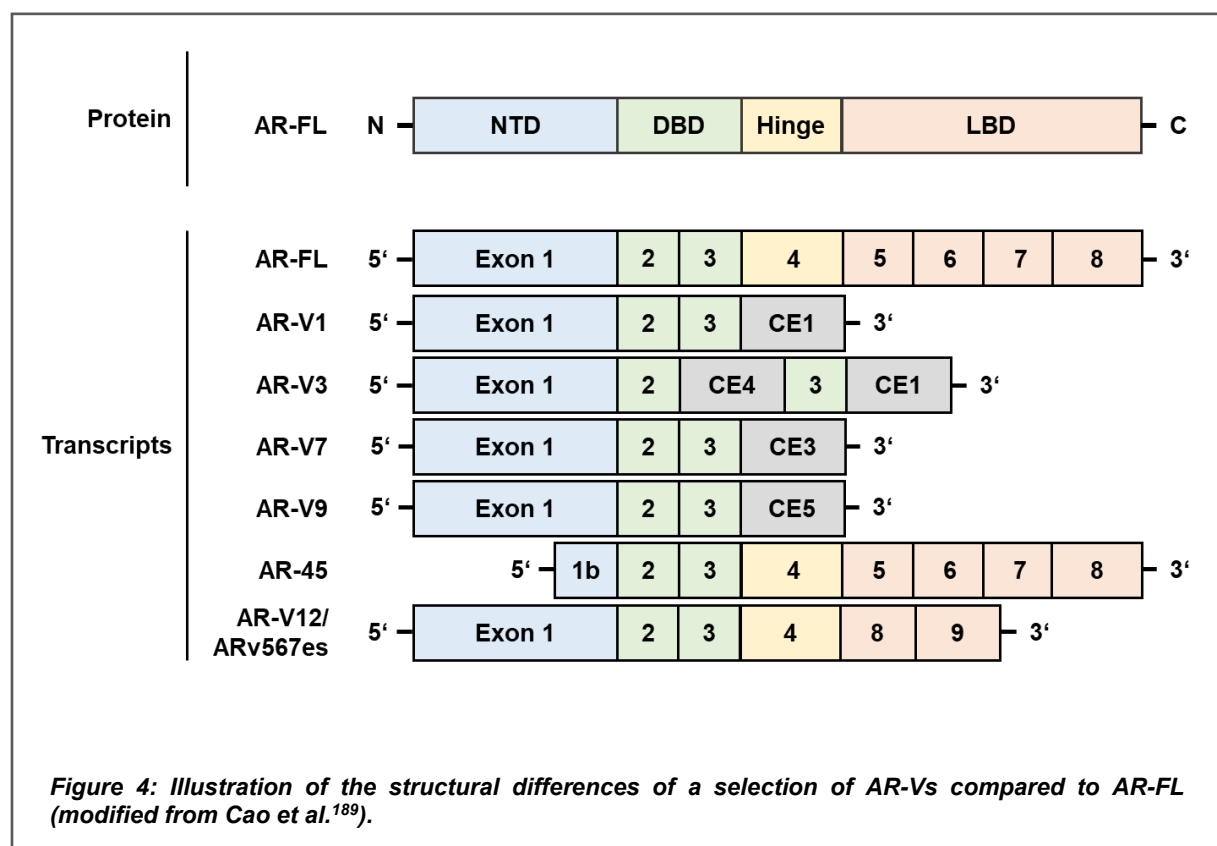 Protein
AR-FL N NTD DBD Hinge LBD C
Transcripts
AR-FL 5‘ Exon 1 2 3 4 5 6 7 8 3‘
AR-V1 5‘ Exon 1 2 3 CE1 3‘
AR-V3 5‘ Exon 1 2 CE4 3 CE1 3‘
AR-V7 5‘ Exon 1 2 3 CE3 3‘
AR-V9 5‘ Exon 1 2 3 CE5 3‘
AR-45 5‘ 1b 2 3 4 5 6 7 8 3‘
AR-V12/
ARv567es 5‘ Exon 1 2 3 4 8 9 3‘
Figure 4: Illustration of the structural differences of a selection of AR-Vs compared to AR-FL
(modified from Cao et al.¹⁸⁹).